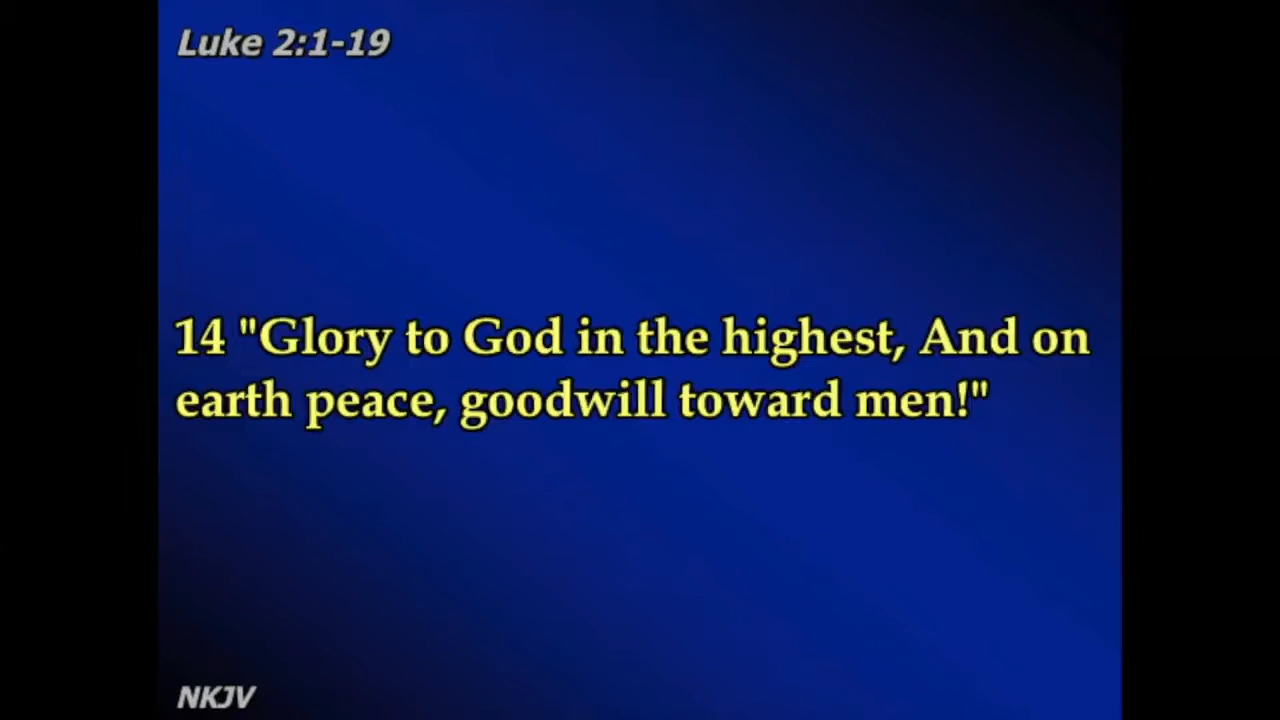 Luke 2:1-19
14 "Glory to God in the highest, And on
earth peace, goodwill toward men!"
NKJV